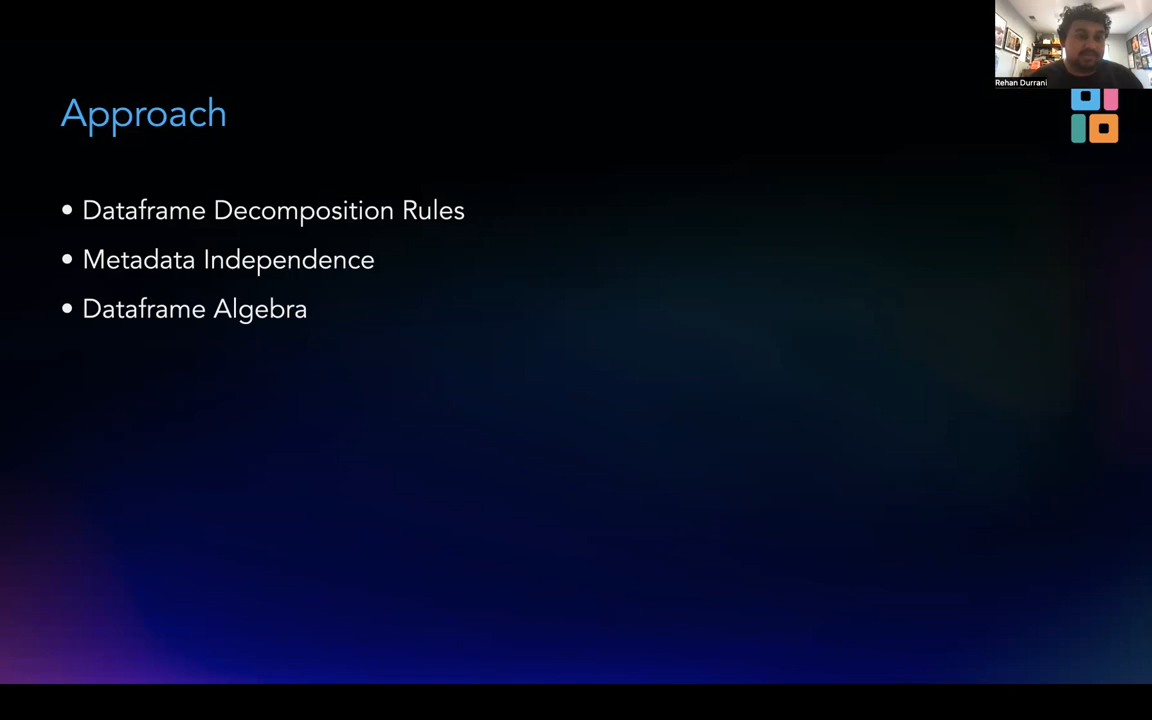 Rehan Durrani
Approach
• Dataframe Decomposition Rules
• Metadata Independence
• Dataframe Algebra